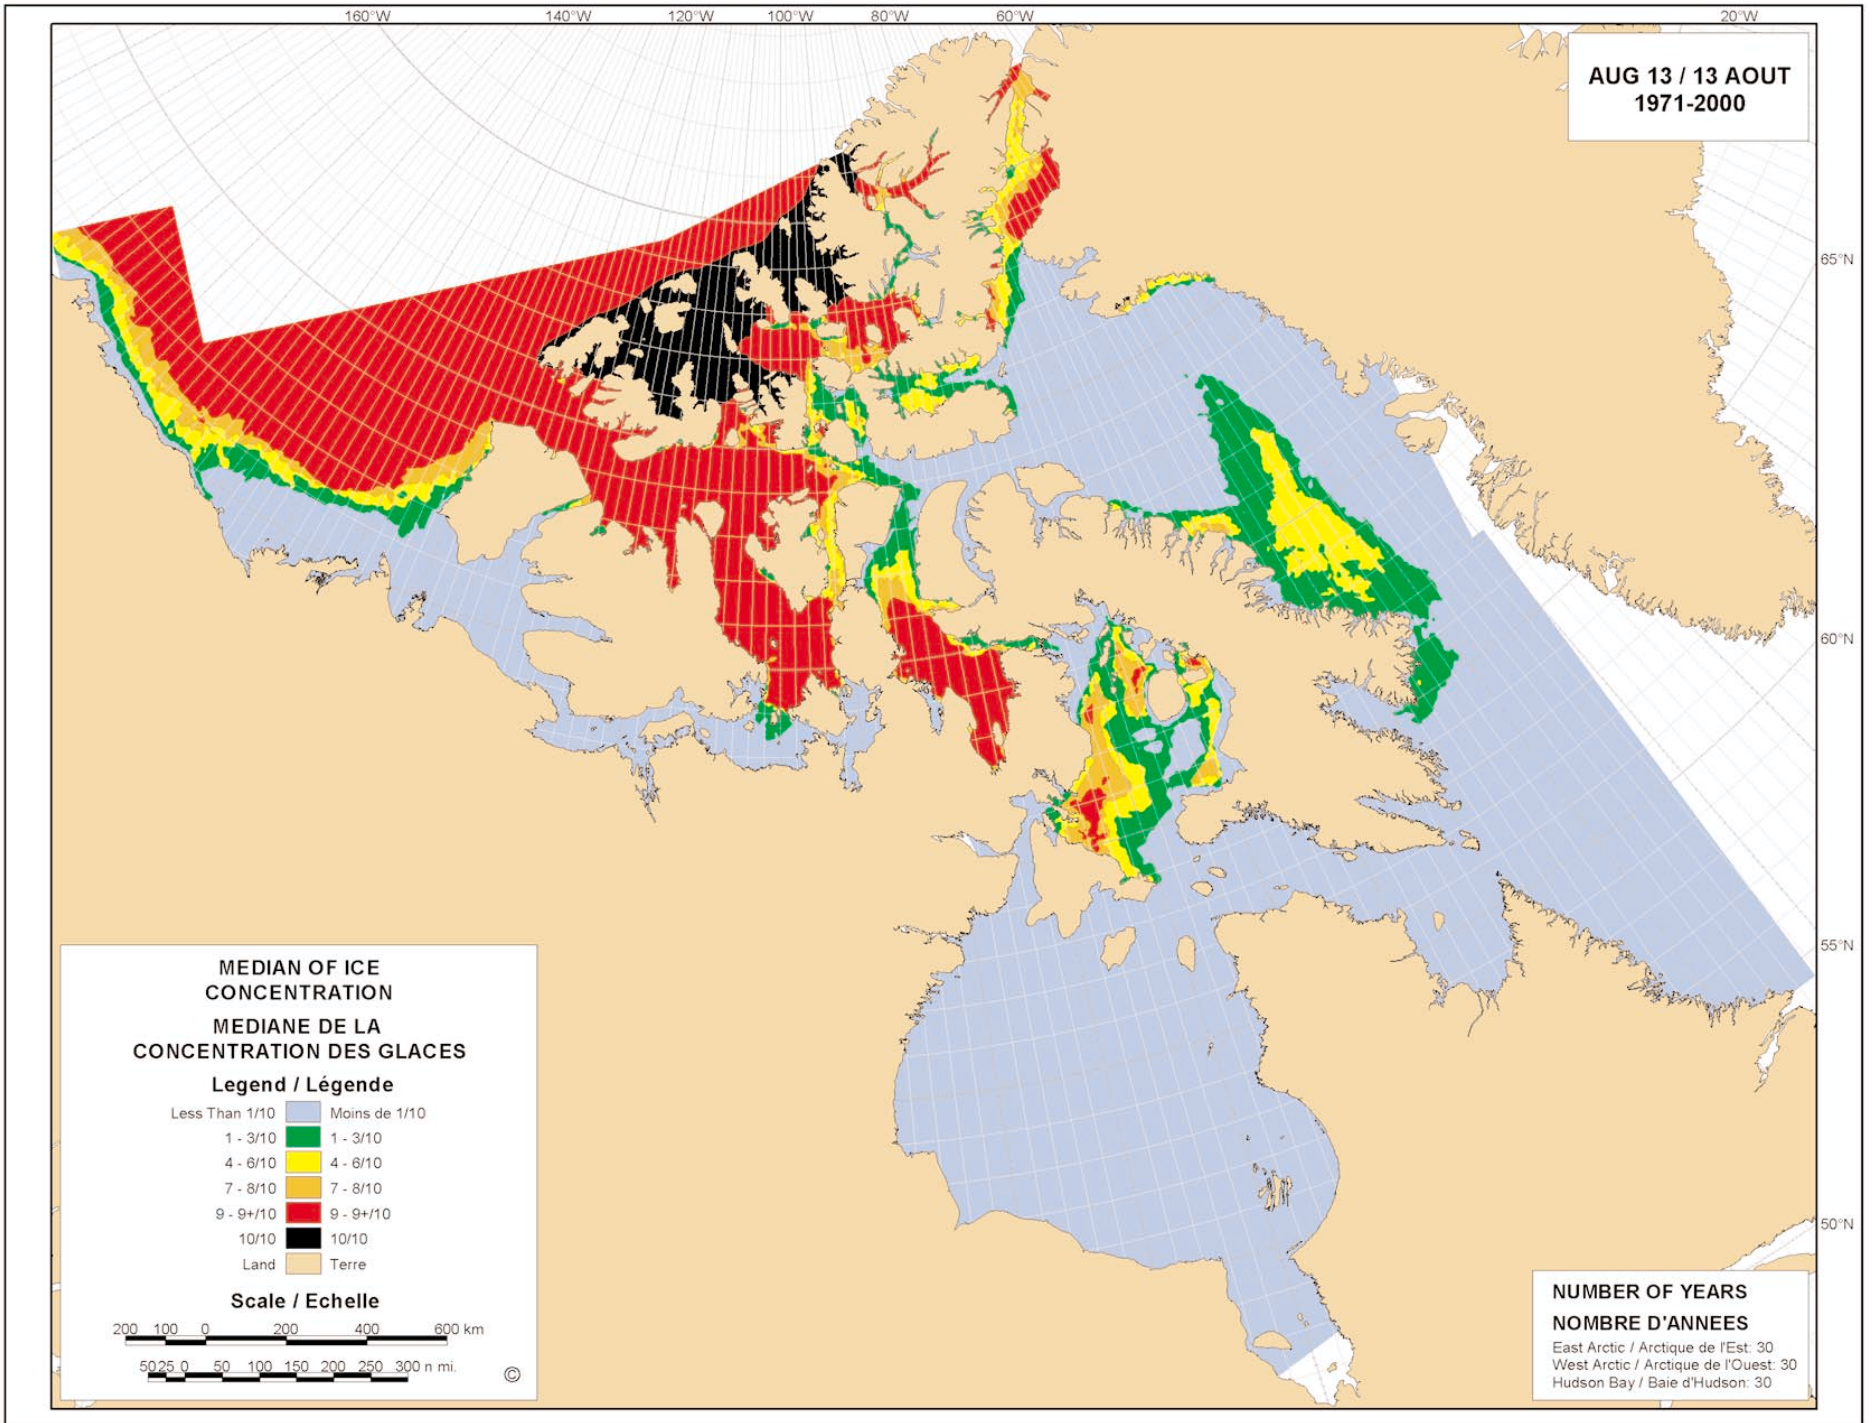 160°W 140°W 120°W 100°W 80°W 60°W 20°W
AUG 13 / 13 AOUT
1971-2000
65°N
60°N
55°N
50°N
MEDIAN OF ICE
CONCENTRATION
MEDIANE DE LA
CONCENTRATION DES GLACES
Legend / Légende
Less Than 1/10 Moins de 1/10
1 - 3/10 1 - 3/10
4 - 6/10 4 - 6/10
7 - 8/10 7 - 8/10
9 - 9+/10 9 - 9+/10
10/10 10/10
Land Terre
Scale / Echelle
200 100 0 200 400 600 km
50 25 0 50 100 150 200 250 300 n mi.
©
NUMBER OF YEARS
NOMBRE D'ANNEES
East Arctic / Arctique de l'Est: 30
West Arctic / Arctique de l'Ouest: 30
Hudson Bay / Baie d'Hudson: 30